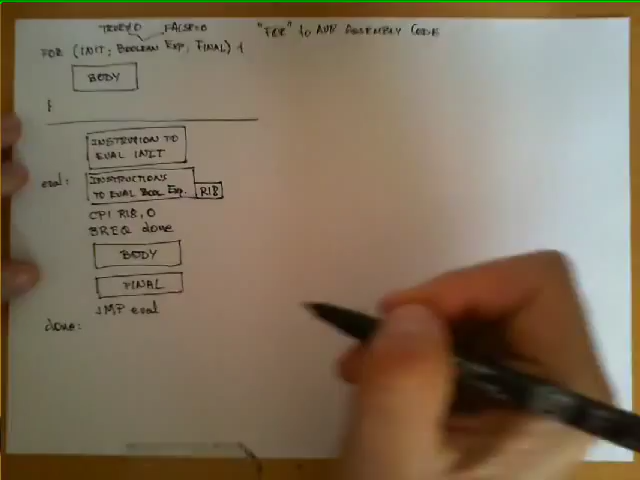 TRUE≠0 FALSE=0
"FOR" to AVR ASSEMBLY CODE
FOR (INIT; BOOLEAN EXP; FINAL) {
BODY
}
INSTRUCTION TO
EVAL INIT
eval: INSTRUCTIONS
TO EVAL BOOL EXP. R18
CPI R18, 0
BREQ done
BODY
FINAL
JMP eval
done: